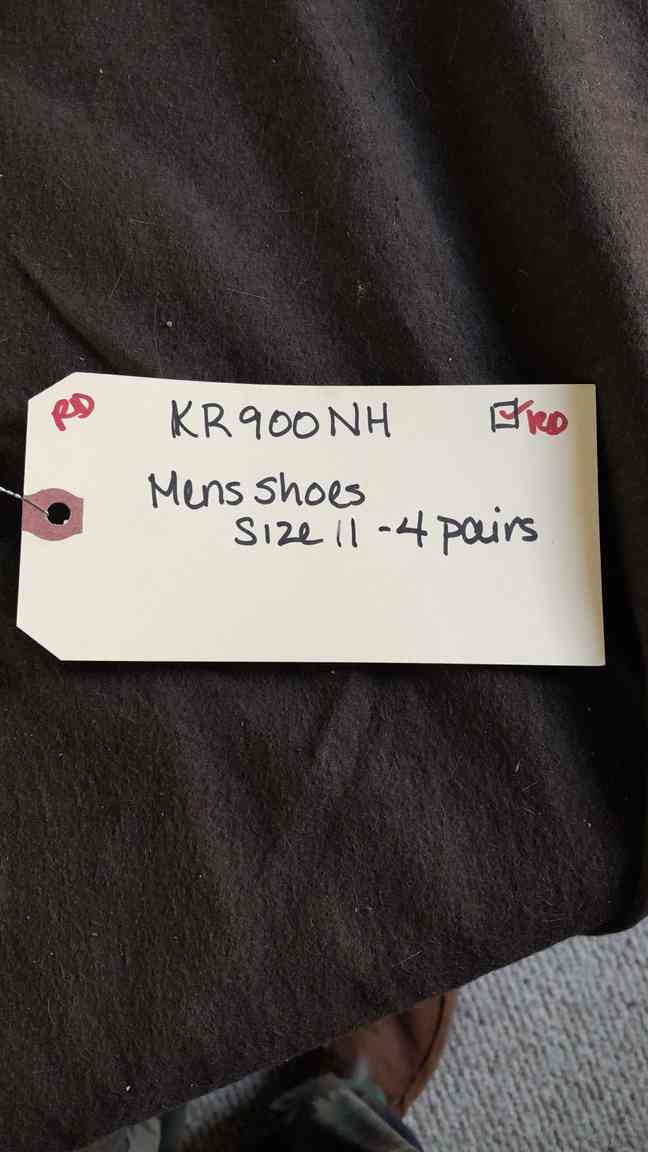 RD KR900NH ☑ RD
Mens shoes
Size 11 - 4 pairs